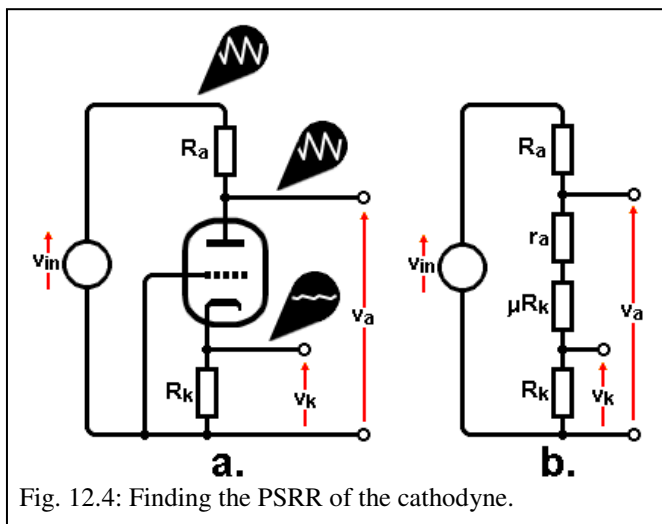 Ra
Ra
ra
vin
vin
va
µRk
va
Rk
vk
Rk
vk
a.
b.
Fig. 12.4: Finding the PSRR of the cathodyne.